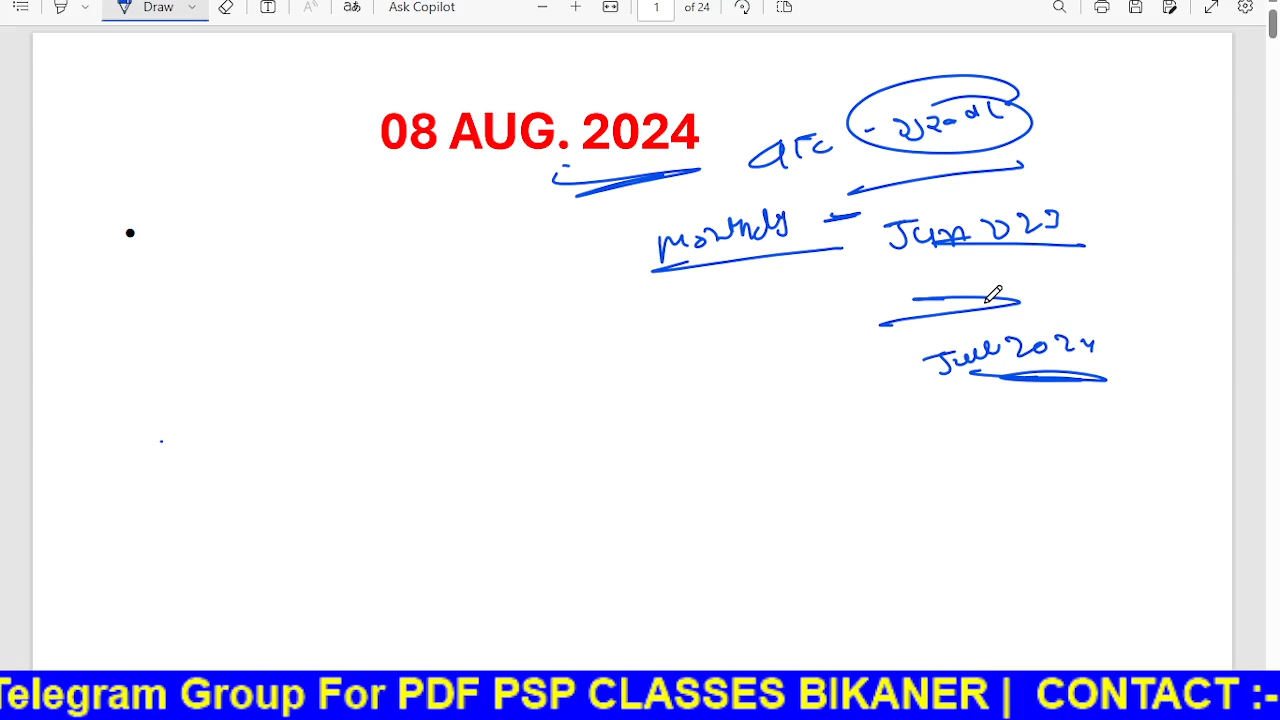 Draw Ask Copilot 1 of 24
08 AUG. 2024
Monthly - Jun 2023
July 2024
Telegram Group For PDF PSP CLASSES BIKANER | CONTACT :-